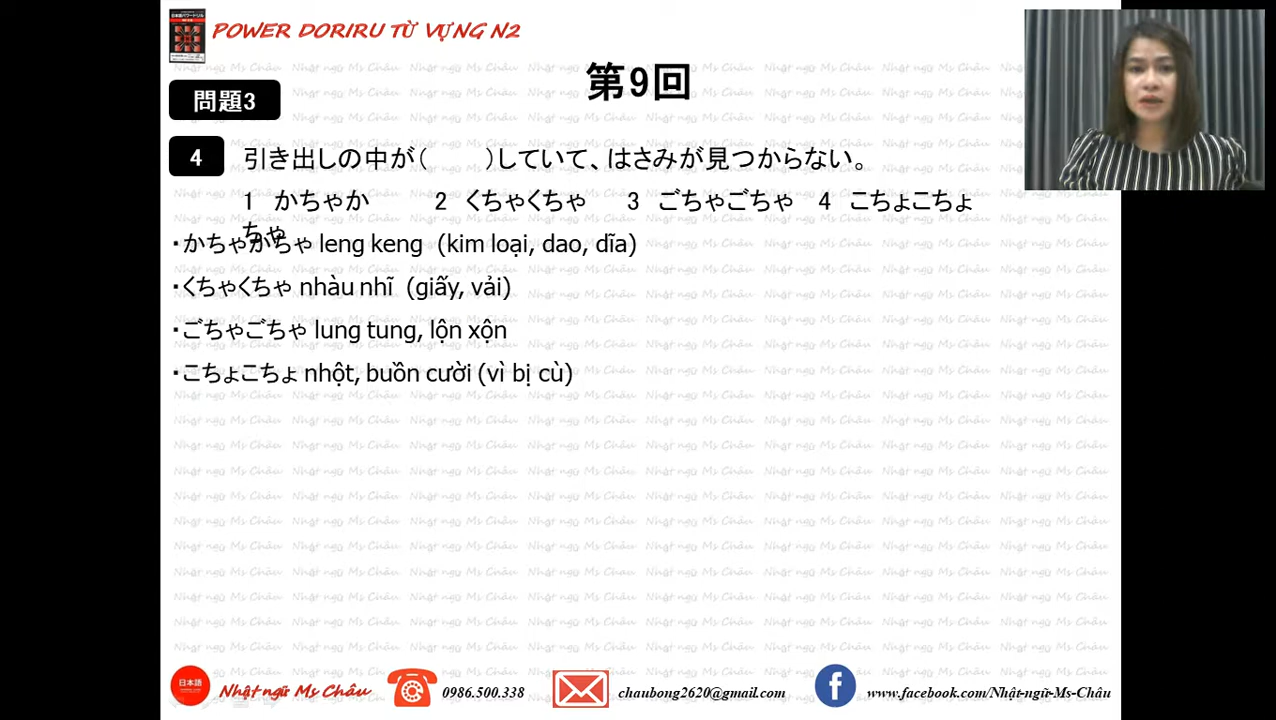 POWER DORIRU TỪ VỰNG N2
第9回
問題3
4 引き出しの中が( )していて、はさみが見つからない。
1 かちゃか 2 くちゃくちゃ 3 ごちゃごちゃ 4 こちょこちょ
ちゃ
・かちゃかちゃ leng keng (kim loại, dao, dĩa)
・くちゃくちゃ nhàu nhĩ (giấy, vải)
・ごちゃごちゃ lung tung, lộn xộn
・こちょこちょ nhột, buồn cười (vì bị cù)
日本語 Nhật ngữ Ms Châu 0986.500.338 chaubong2620@gmail.com www.facebook.com/Nhật-ngữ-Ms-Châu